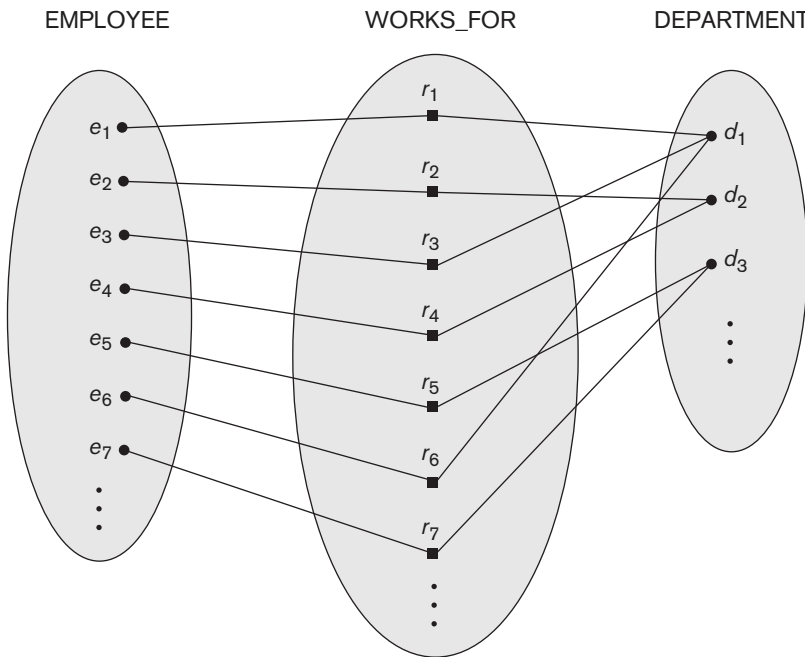 EMPLOYEE WORKS_FOR DEPARTMENT
e1
e2
e3
e4
e5
e6
e7
r1
r2
r3
r4
r5
r6
r7
d1
d2
d3